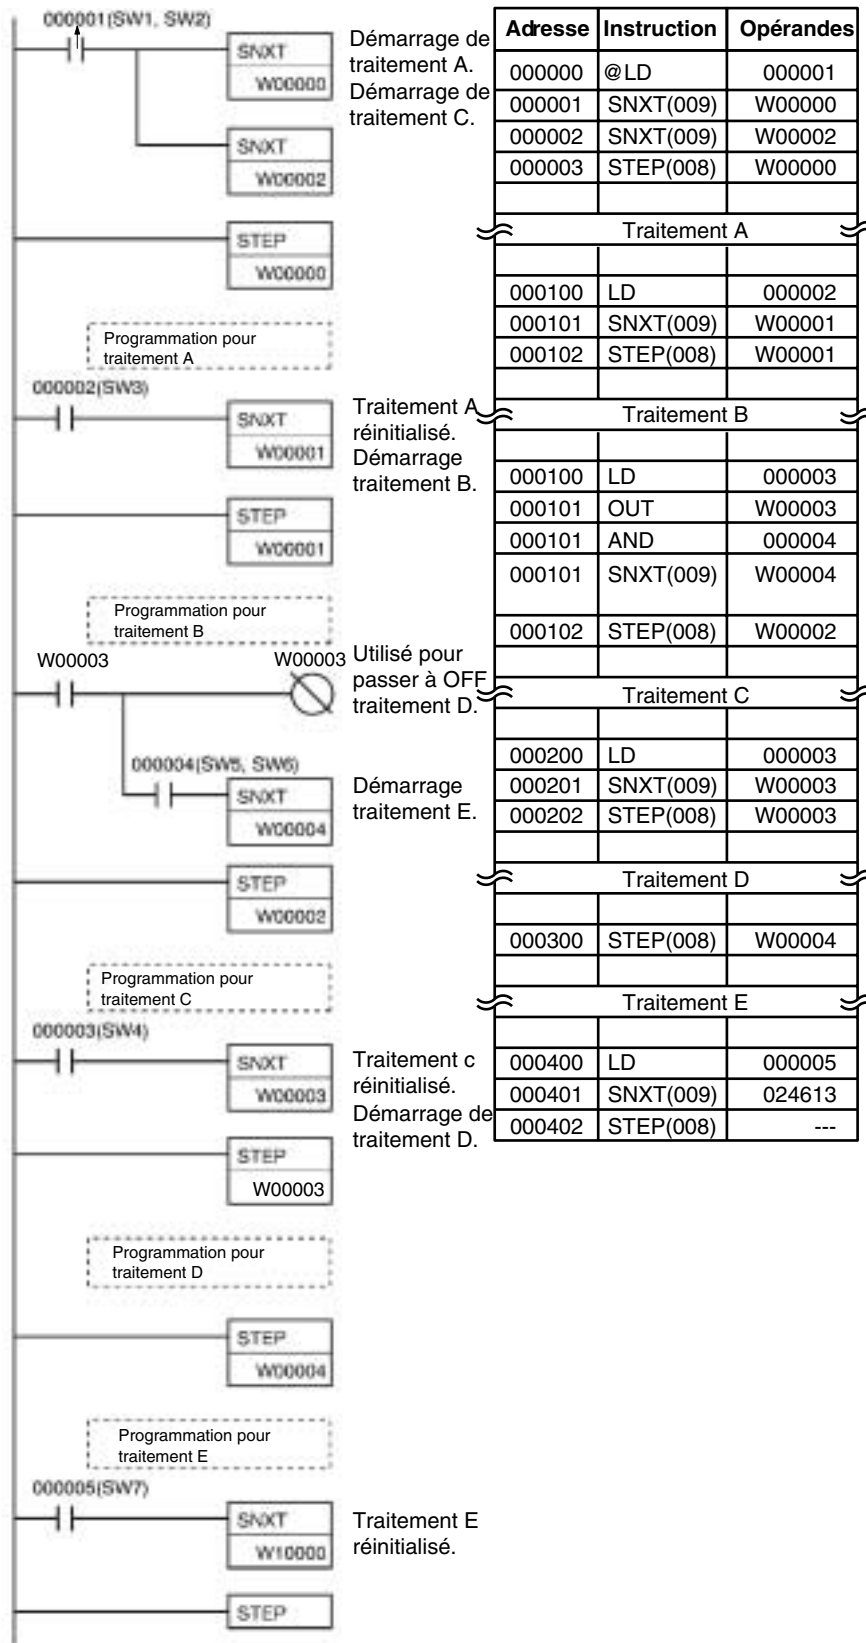 000001(SW1, SW2)
SNXT
W00000
Démarrage de
traitement A.
Démarrage de
traitement C.
SNXT
W00002
STEP
W00000
Programmation pour
traitement A
000002(SW3)
SNXT
W00001
Traitement A
réinitialisé.
Démarrage
traitement B.
STEP
W00001
Programmation pour
traitement B
W00003
W00003
Utilisé pour
passer à OFF
traitement D.
000004(SW5, SW6)
SNXT
W00004
Démarrage
traitement E.
STEP
W00002
Programmation pour
traitement C
000003(SW4)
SNXT
W00003
Traitement c
réinitialisé.
Démarrage de
traitement D.
STEP
W00003
Programmation pour
traitement D
STEP
W00004
Programmation pour
traitement E
000005(SW7)
SNXT
W10000
Traitement E
réinitialisé.
STEP
Adresse Instruction Opérandes
000000 @LD 000001
000001 SNXT(009) W00000
000002 SNXT(009) W00002
000003 STEP(008) W00000
Traitement A
000100 LD 000002
000101 SNXT(009) W00001
000102 STEP(008) W00001
Traitement B
000100 LD 000003
000101 OUT W00003
000101 AND 000004
000101 SNXT(009) W00004
000102 STEP(008) W00002
Traitement C
000200 LD 000003
000201 SNXT(009) W00003
000202 STEP(008) W00003
Traitement D
000300 STEP(008) W00004
Traitement E
000400 LD 000005
000401 SNXT(009) 024613
000402 STEP(008) ---